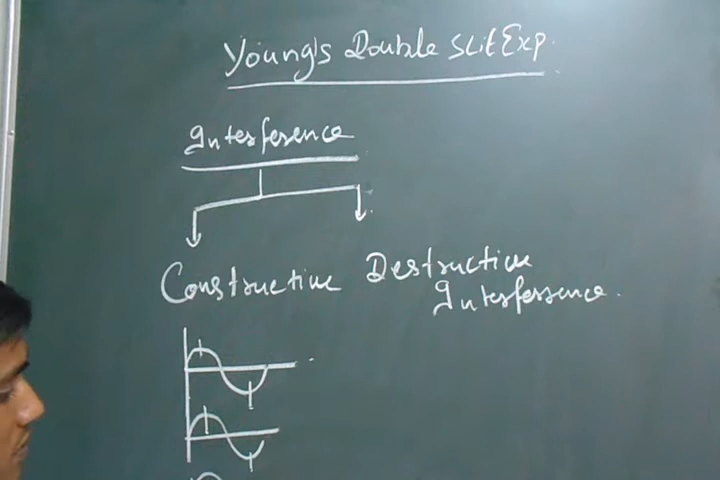 Young's Double Slit Exp.
Interference
Constructive Destructive
Interference.